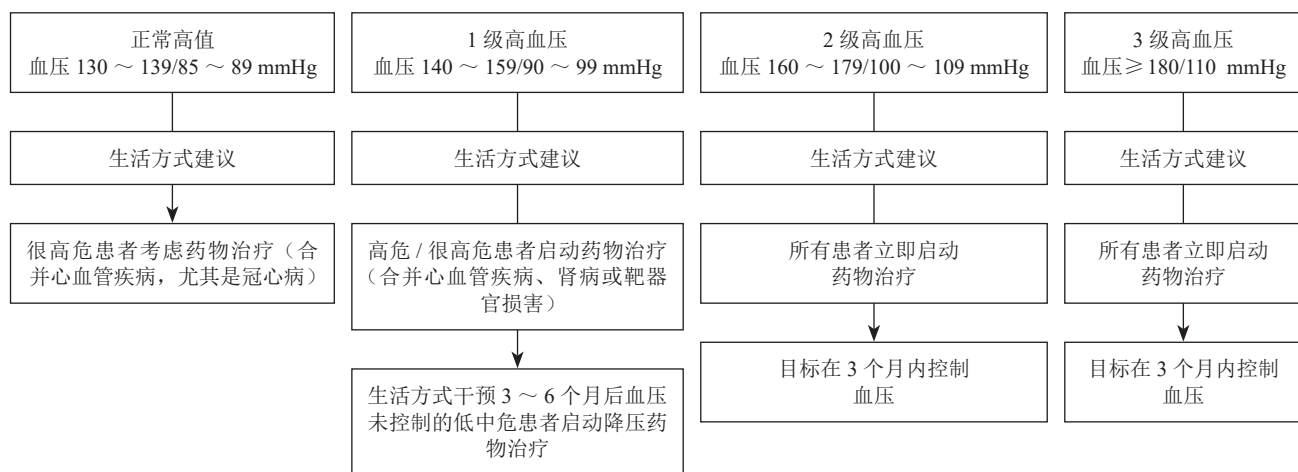 正常高值
血压 130 ～ 139/85 ～ 89 mmHg
1 级高血压
血压 140 ～ 159/90 ～ 99 mmHg
2 级高血压
血压 160 ～ 179/100 ～ 109 mmHg
3 级高血压
血压≥ 180/110 mmHg
生活方式建议
生活方式建议
生活方式建议
生活方式建议
很高危患者考虑药物治疗（合
并心血管疾病，尤其是冠心病）
高危 / 很高危患者启动药物治疗
（合并心血管疾病、肾病或靶器
官损害）
所有患者立即启动
药物治疗
所有患者立即启动
药物治疗
生活方式干预 3 ～ 6 个月后血压
未控制的低中危患者启动降压药
物治疗
目标在 3 个月内控制
血压
目标在 3 个月内控制
血压